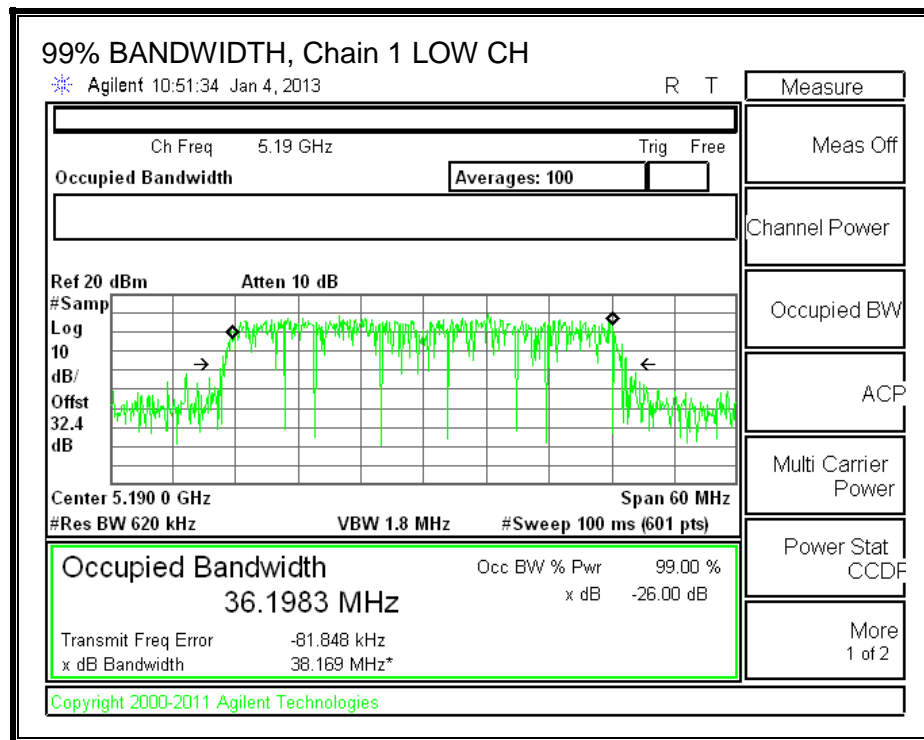 99% BANDWIDTH, Chain 1 LOW CH
Agilent 10:51:34 Jan 4, 2013 R T
Ch Freq 5.19 GHz Trig Free
Occupied Bandwidth Averages: 100
Ref 20 dBm Atten 10 dB
#Samp
Log
10
dB/
Offst
32.4
dB
Center 5.190 0 GHz Span 60 MHz
#Res BW 620 kHz VBW 1.8 MHz #Sweep 100 ms (601 pts)
Occupied Bandwidth Occ BW % Pwr 99.00 %
36.1983 MHz x dB -26.00 dB
Transmit Freq Error -81.848 kHz
x dB Bandwidth 38.169 MHz*
Copyright 2000-2011 Agilent Technologies
Measure
Meas Off
Channel Power
Occupied BW
ACP
Multi Carrier
Power
Power Stat
CCDF
More
1 of 2